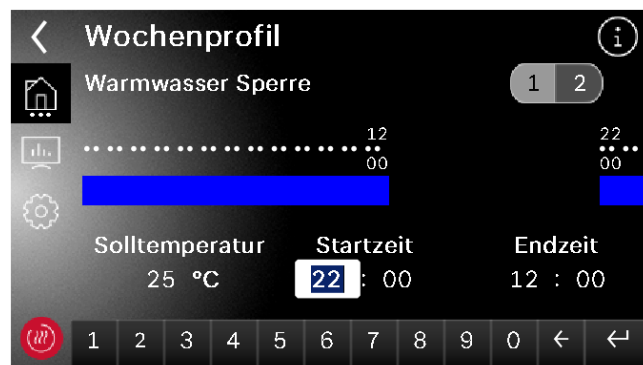 Wochenprofil
i
Warmwasser Sperre
1 2
12 22
00 00
Solltemperatur Startzeit Endzeit
25 °C 22 : 00 12 : 00
1 2 3 4 5 6 7 8 9 0 ← ↵